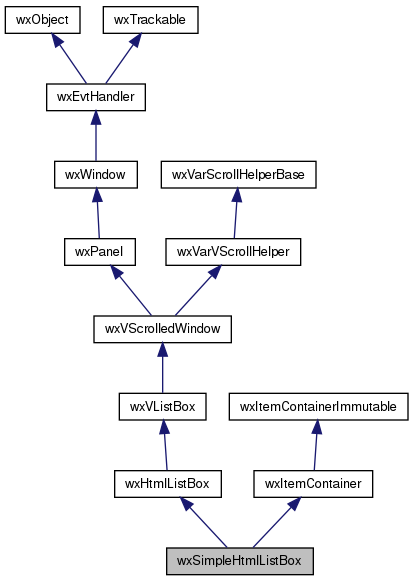 wxObject
wxTrackable
wxEvtHandler
wxWindow
wxVarScrollHelperBase
wxPanel
wxVarVScrollHelper
wxVScrolledWindow
wxVListBox
wxItemContainerImmutable
wxHtmlListBox
wxItemContainer
wxSimpleHtmlListBox